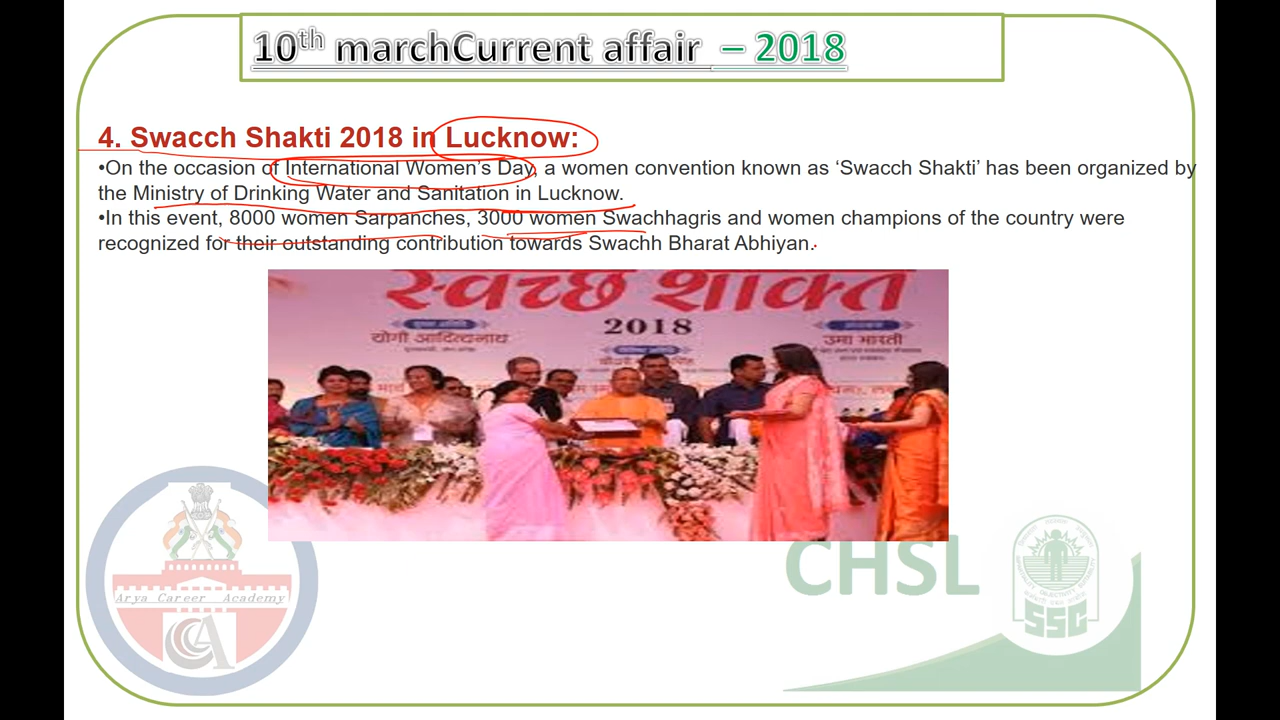 10th marchCurrent affair – 2018
4. Swacch Shakti 2018 in Lucknow:
•On the occasion of International Women's Day, a women convention known as ‘Swacch Shakti’ has been organized by
the Ministry of Drinking Water and Sanitation in Lucknow.
•In this event, 8000 women Sarpanches, 3000 women Swachhagris and women champions of the country were
recognized for their outstanding contribution towards Swachh Bharat Abhiyan.
स्वच्छ शक्ति
2018
योगी आदित्यनाथ
उमा भारती
Arya Career Academy
CHSL
SSC